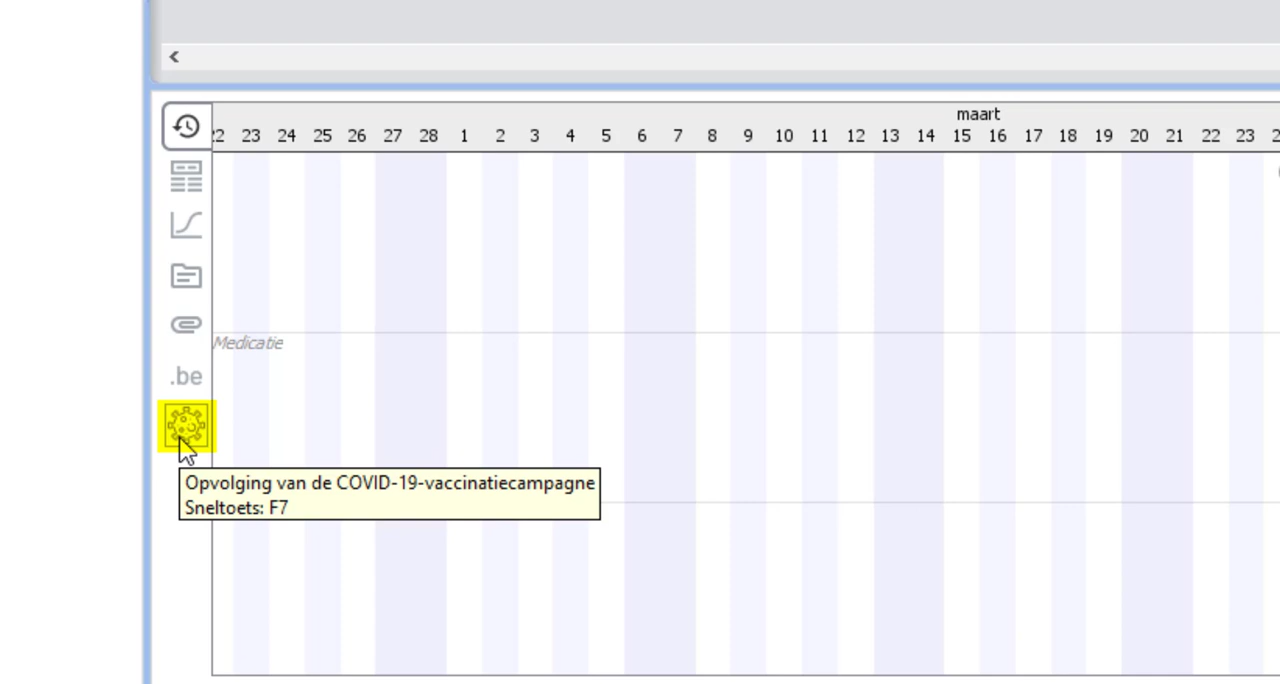 maart
22 23 24 25 26 27 28 1 2 3 4 5 6 7 8 9 10 11 12 13 14 15 16 17 18 19 20 21 22 23
Medicatie
.be
Opvolging van de COVID-19-vaccinatiecampagne
Sneltoets: F7